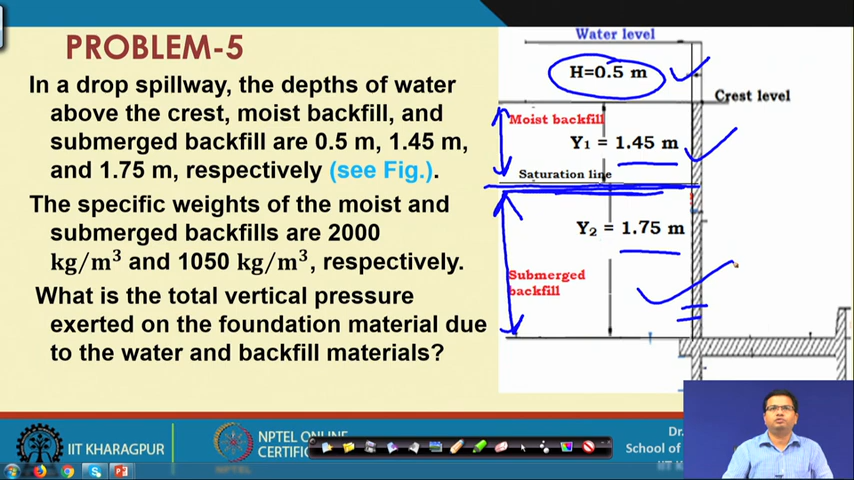 PROBLEM-5
In a drop spillway, the depths of water
above the crest, moist backfill, and
submerged backfill are 0.5 m, 1.45 m,
and 1.75 m, respectively (see Fig.).
The specific weights of the moist and
submerged backfills are 2000
kg/m³ and 1050 kg/m³, respectively.
What is the total vertical pressure
exerted on the foundation material due
to the water and backfill materials?
Water level
H=0.5 m
Crest level
Moist backfill
Y₁ = 1.45 m
Saturation line
Y₂ = 1.75 m
Submerged
backfill
IIT KHARAGPUR
NPTEL ONLINE
CERTIFIC
NPTEL
Dr.
School of
IIT K